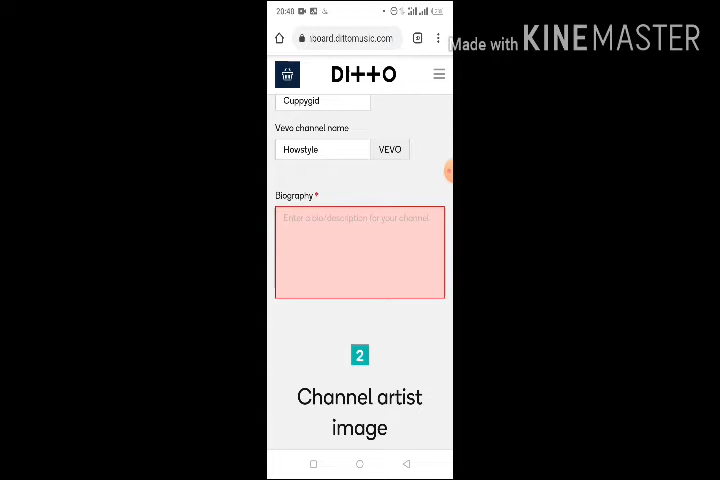 20:40
board.dittomusic.com
Made with KINEMASTER
DITTO
Cuppygid
Vevo channel name
Howstyle VEVO
Biography *
Enter a bio/description for your channel.
2
Channel artist
image